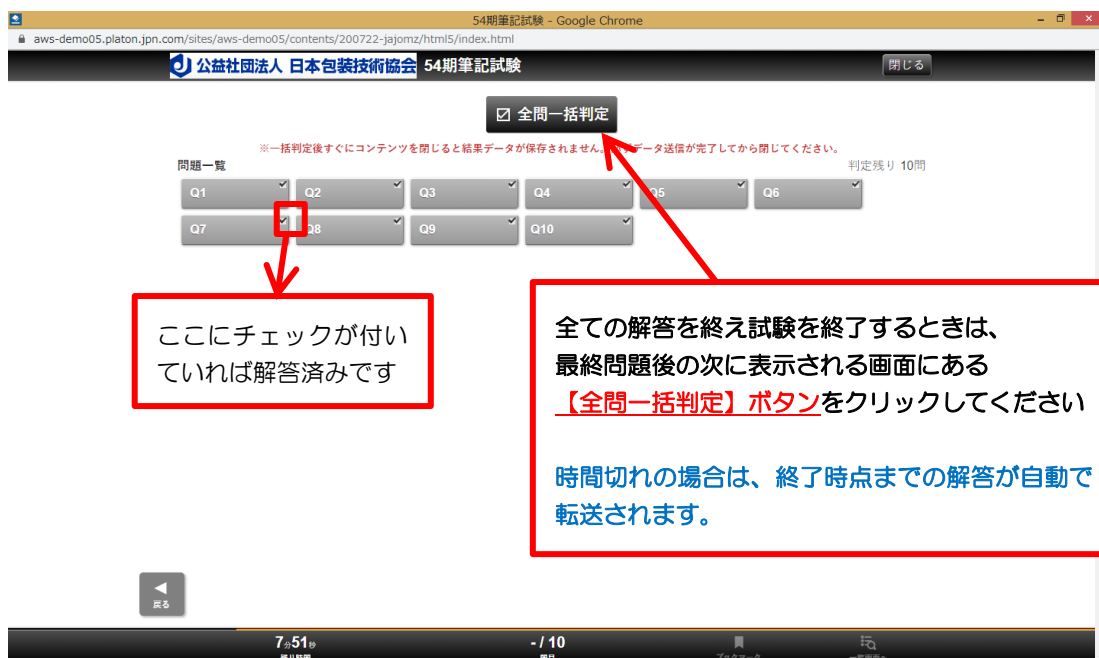 54期筆記試験 - Google Chrome
aws-demo05.platon.jpn.com/sites/aws-demo05/contents/200722-jajomz/html5/index.html
公益社団法人 日本包装技術協会 54期筆記試験
閉じる
全問一括判定
※一括判定後すぐにコンテンツを閉じると結果データが保存されません。 データ送信が完了してから閉じてください。
問題一覧
判定残り 10問
Q1 Q2 Q3 Q4 Q5 Q6
Q7 Q8 Q9 Q10
ここにチェックが付い
ていれば解答済みです
全ての解答を終え試験を終了するときは、
最終問題後の次に表示される画面にある
【全問一括判定】ボタンをクリックしてください
時間切れの場合は、終了時点までの解答が自動で
転送されます。
戻る
7分51秒
- / 10